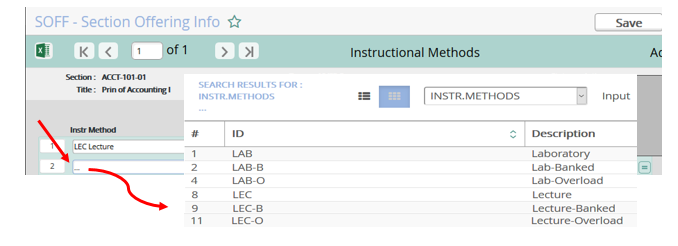 SOFF - Section Offering Info
Save
1 of 1
Instructional Methods
Ac
Section : ACCT-101-01
Title : Prin of Accounting I
SEARCH RESULTS FOR :
INSTR.METHODS
...
INSTR.METHODS
Input
Instr Method
1 LEC Lecture
2 ...
# ID Description
1 LAB Laboratory
2 LAB-B Lab-Banked
4 LAB-O Lab-Overload
8 LEC Lecture
9 LEC-B Lecture-Banked
11 LEC-O Lecture-Overload